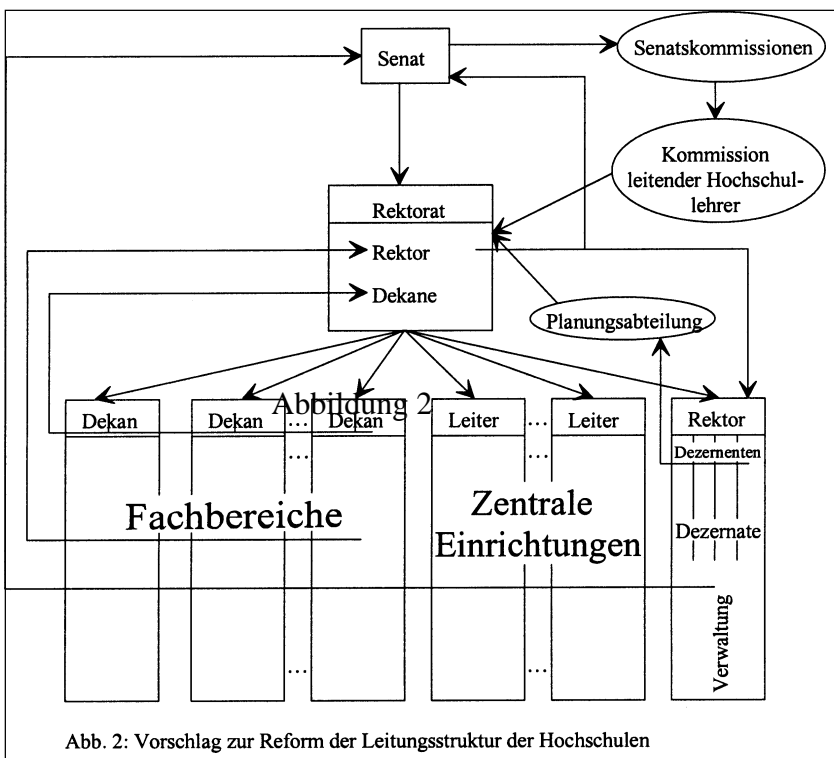 Senat
Senatskommissionen
Kommission
leitender Hochschul-
lehrer
Rektorat
Rektor
Dekane
Planungsabteilung
Abbildung 2
Dekan
Dekan
...
Dekan
Leiter
...
Leiter
Rektor
...
...
Dezernenten
Fachbereiche
Zentrale
Einrichtungen
Dezernate
Verwaltung
...
...
Abb. 2: Vorschlag zur Reform der Leitungsstruktur der Hochschulen